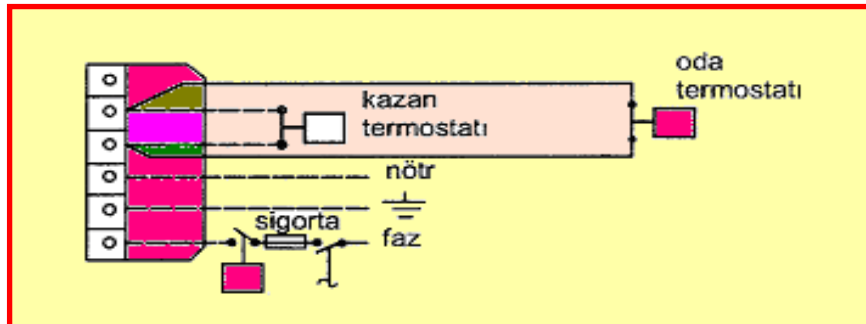 oda
termostatı
kazan
termostatı
nötr
sigorta
faz